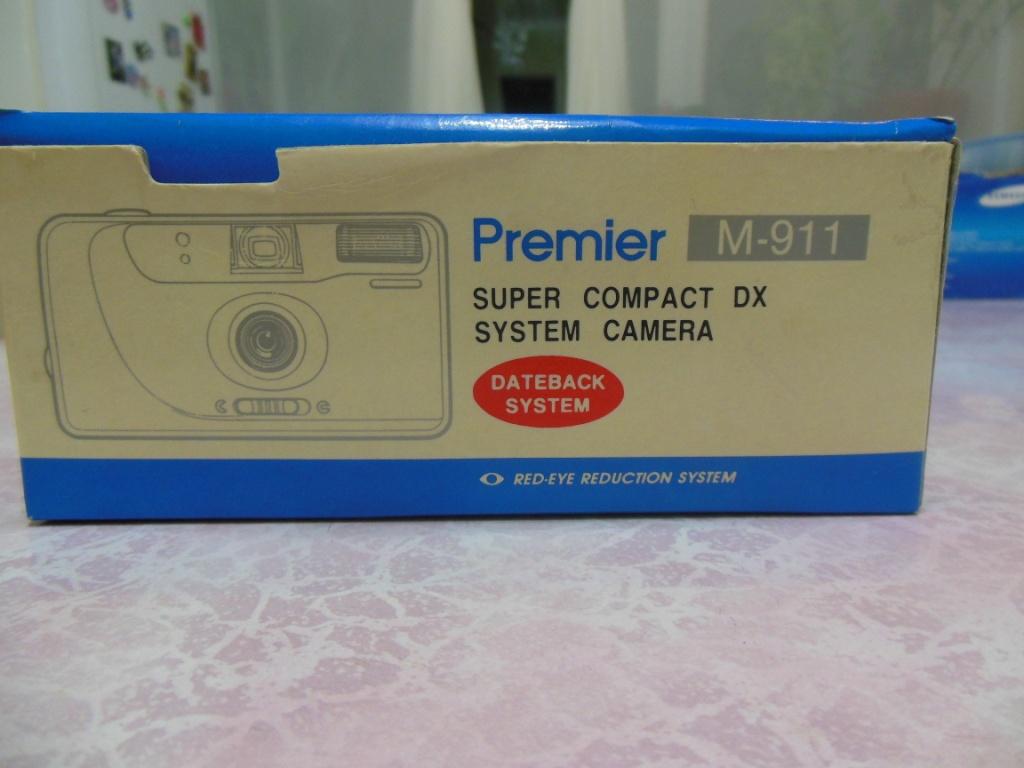 Premier M-911
SUPER COMPACT DX
SYSTEM CAMERA
DATEBACK
SYSTEM
RED-EYE REDUCTION SYSTEM